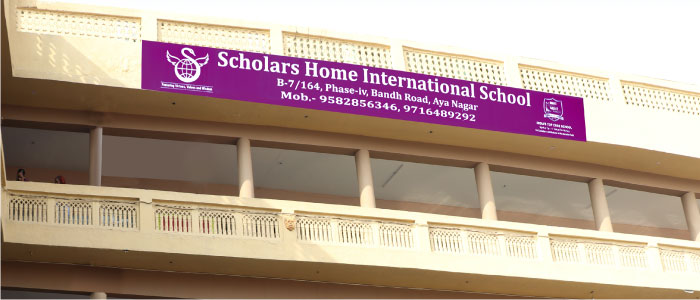 Scholars Home International School
B-7/164, Phase-iv, Bandh Road, Aya Nagar
Mob.- 9582856346, 9716489292